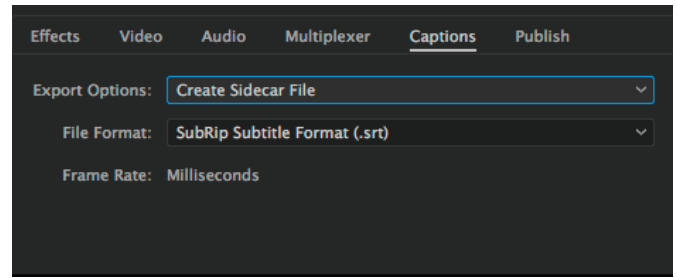 Effects Video Audio Multiplexer Captions Publish
Export Options: Create Sidecar File
File Format: SubRip Subtitle Format (.srt)
Frame Rate: Milliseconds